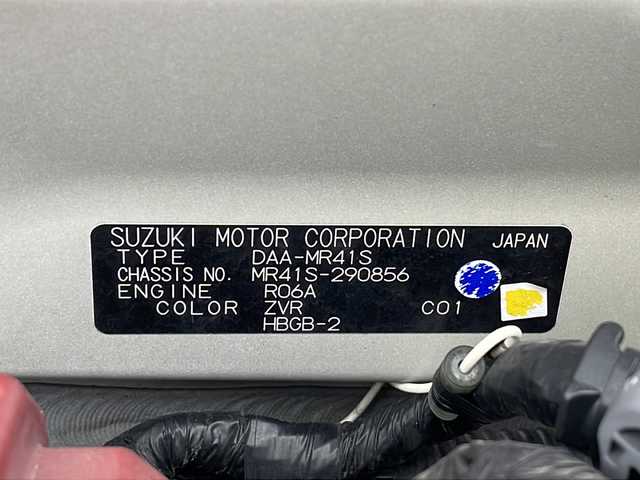 SUZUKI MOTOR CORPORATION JAPAN
TYPE DAA-MR41S
CHASSIS NO. MR41S-290856
ENGINE R06A
COLOR ZVR C01
HBGB-2